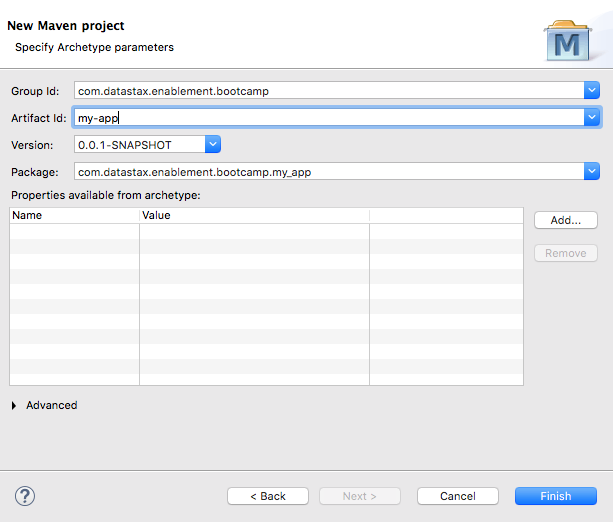 New Maven project
Specify Archetype parameters
M
Group Id: com.datastax.enablement.bootcamp
Artifact Id: my-app
Version: 0.0.1-SNAPSHOT
Package: com.datastax.enablement.bootcamp.my_app
Properties available from archetype:
Name Value
Add...
Remove
Advanced
? < Back Next > Cancel Finish